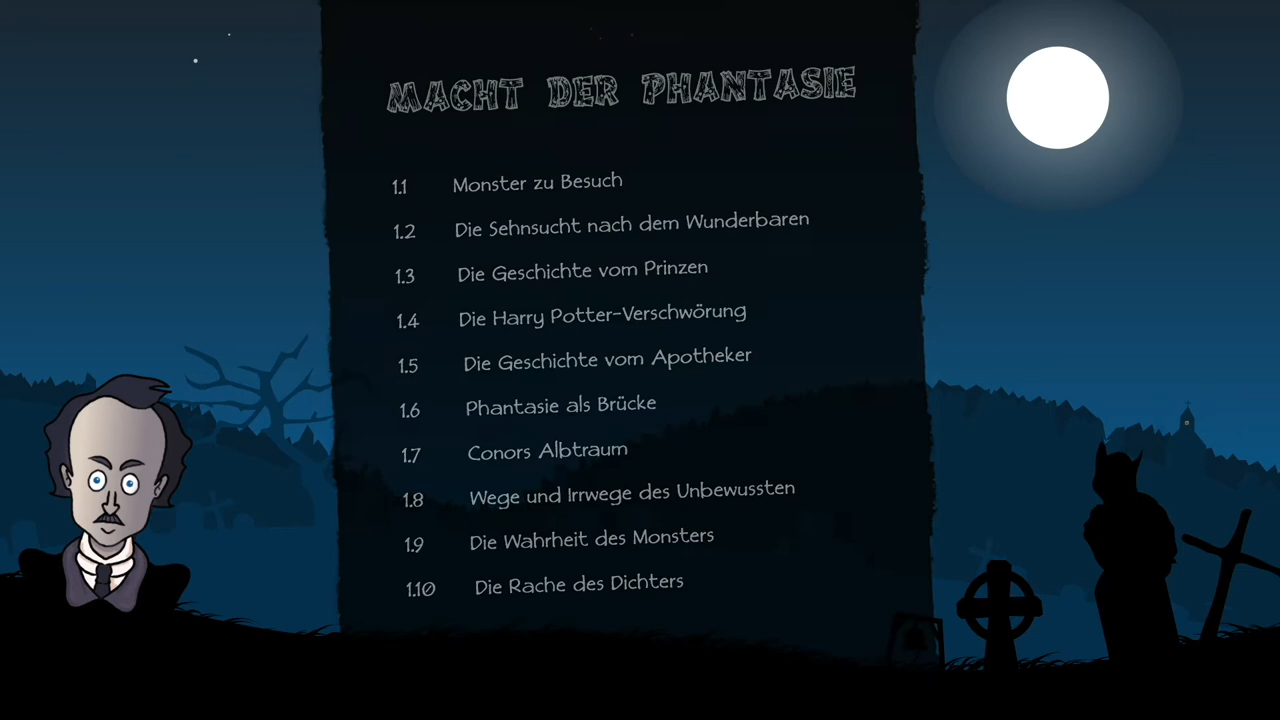 MACHT DER PHANTASIE
1.1 Monster zu Besuch
1.2 Die Sehnsucht nach dem Wunderbaren
1.3 Die Geschichte vom Prinzen
1.4 Die Harry Potter-Verschwörung
1.5 Die Geschichte vom Apotheker
1.6 Phantasie als Brücke
1.7 Conors Albtraum
1.8 Wege und Irrwege des Unbewussten
1.9 Die Wahrheit des Monsters
1.10 Die Rache des Dichters